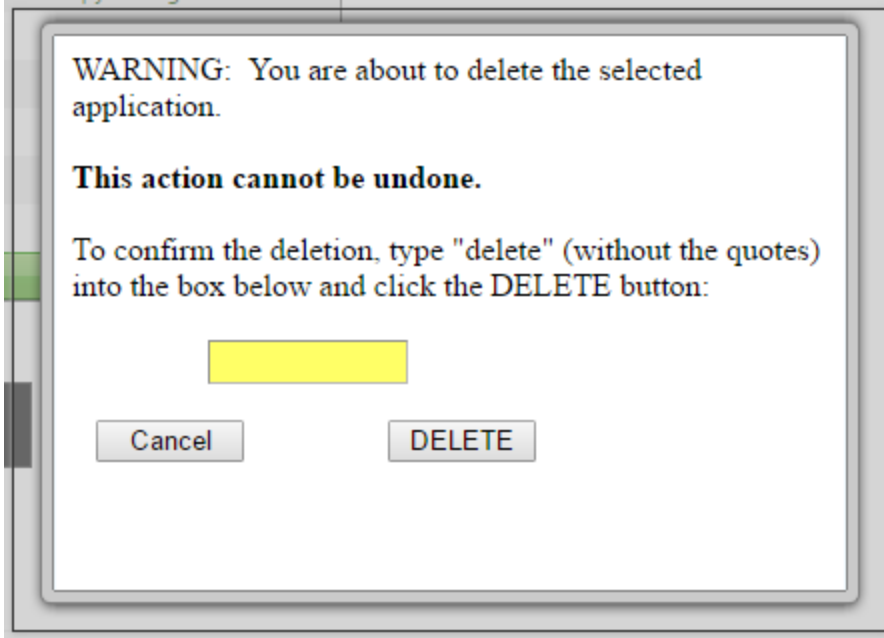 WARNING:  You are about to delete the selected
application.
This action cannot be undone.
To confirm the deletion, type "delete" (without the quotes)
into the box below and click the DELETE button:
Cancel
DELETE